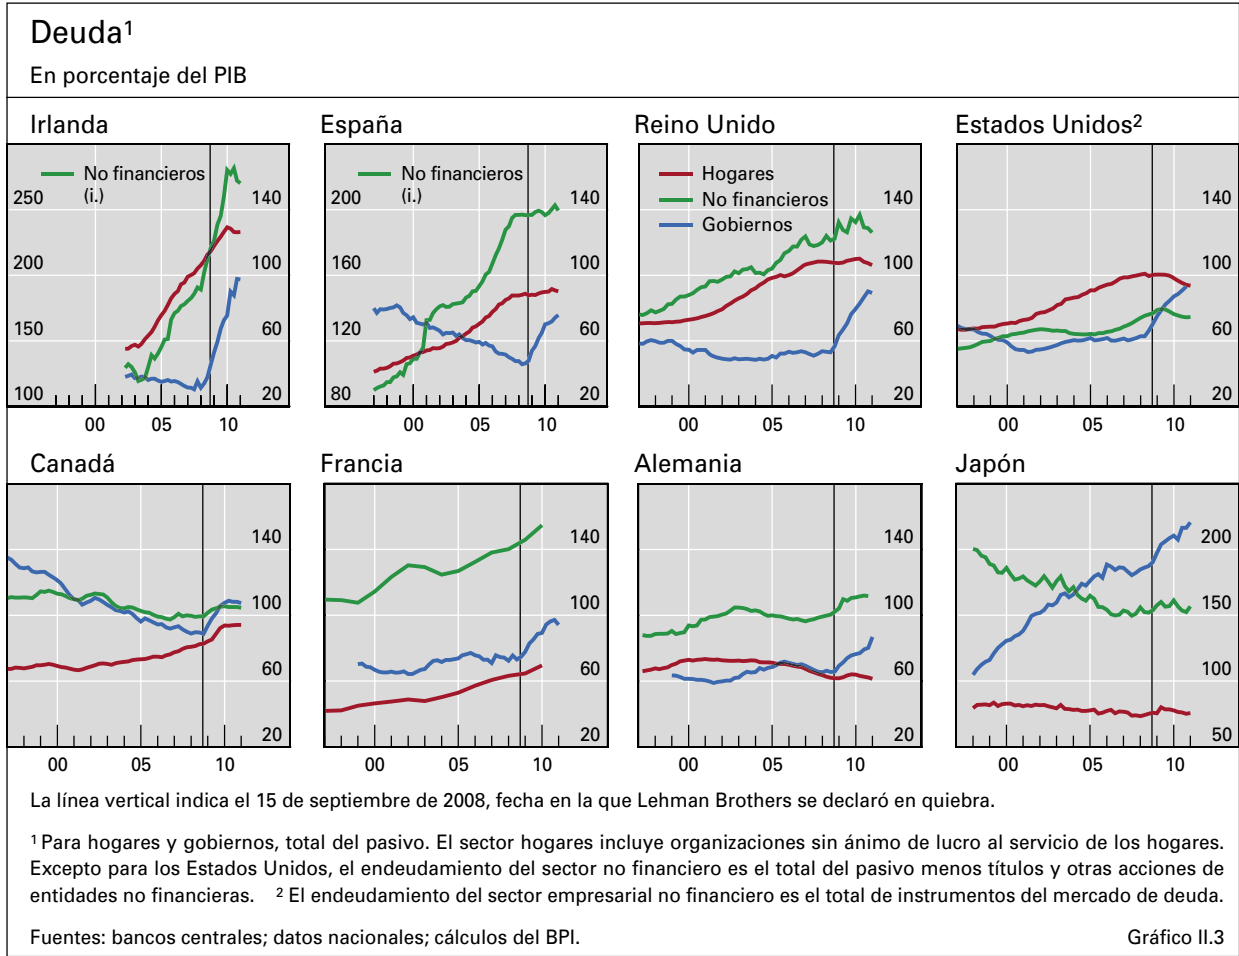 Deuda¹
En porcentaje del PIB
Irlanda
No financieros
(i.)
250
200
150
100
140
100
60
20
00 05 10
España
No financieros
(i.)
200
160
120
80
140
100
60
20
00 05 10
Reino Unido
Hogares
No financieros
Gobiernos
140
100
60
20
00 05 10
Estados Unidos²
140
100
60
20
00 05 10
Canadá
140
100
60
20
00 05 10
Francia
140
100
60
20
00 05 10
Alemania
140
100
60
20
00 05 10
Japón
200
150
100
50
00 05 10
La línea vertical indica el 15 de septiembre de 2008, fecha en la que Lehman Brothers se declaró en quiebra.
¹ Para hogares y gobiernos, total del pasivo. El sector hogares incluye organizaciones sin ánimo de lucro al servicio de los hogares.
Excepto para los Estados Unidos, el endeudamiento del sector no financiero es el total del pasivo menos títulos y otras acciones de
entidades no financieras. ² El endeudamiento del sector empresarial no financiero es el total de instrumentos del mercado de deuda.
Fuentes: bancos centrales; datos nacionales; cálculos del BPI. Gráfico II.3